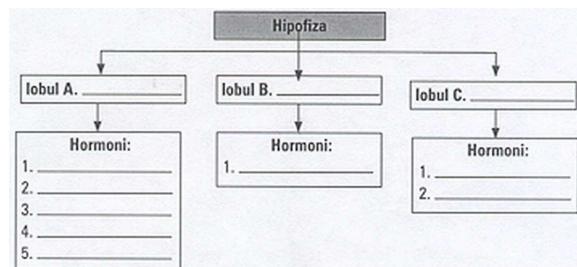 Hipofiza
lobul A.
lobul B.
lobul C.
Hormoni:
1.
2.
3.
4.
5.
Hormoni:
1.
Hormoni:
1.
2.